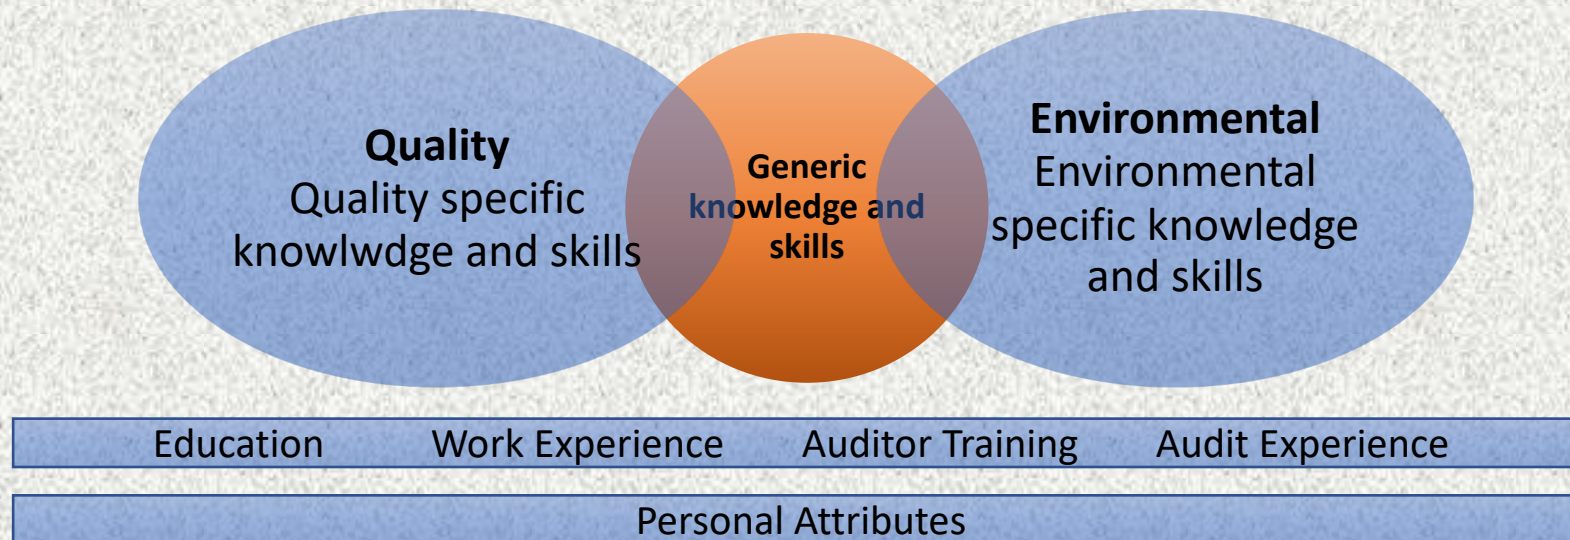 Quality
Quality specific
knowlwdge and skills
Generic
knowledge and
skills
Environmental
Environmental
specific knowledge
and skills
Education Work Experience Auditor Training Audit Experience
Personal Attributes